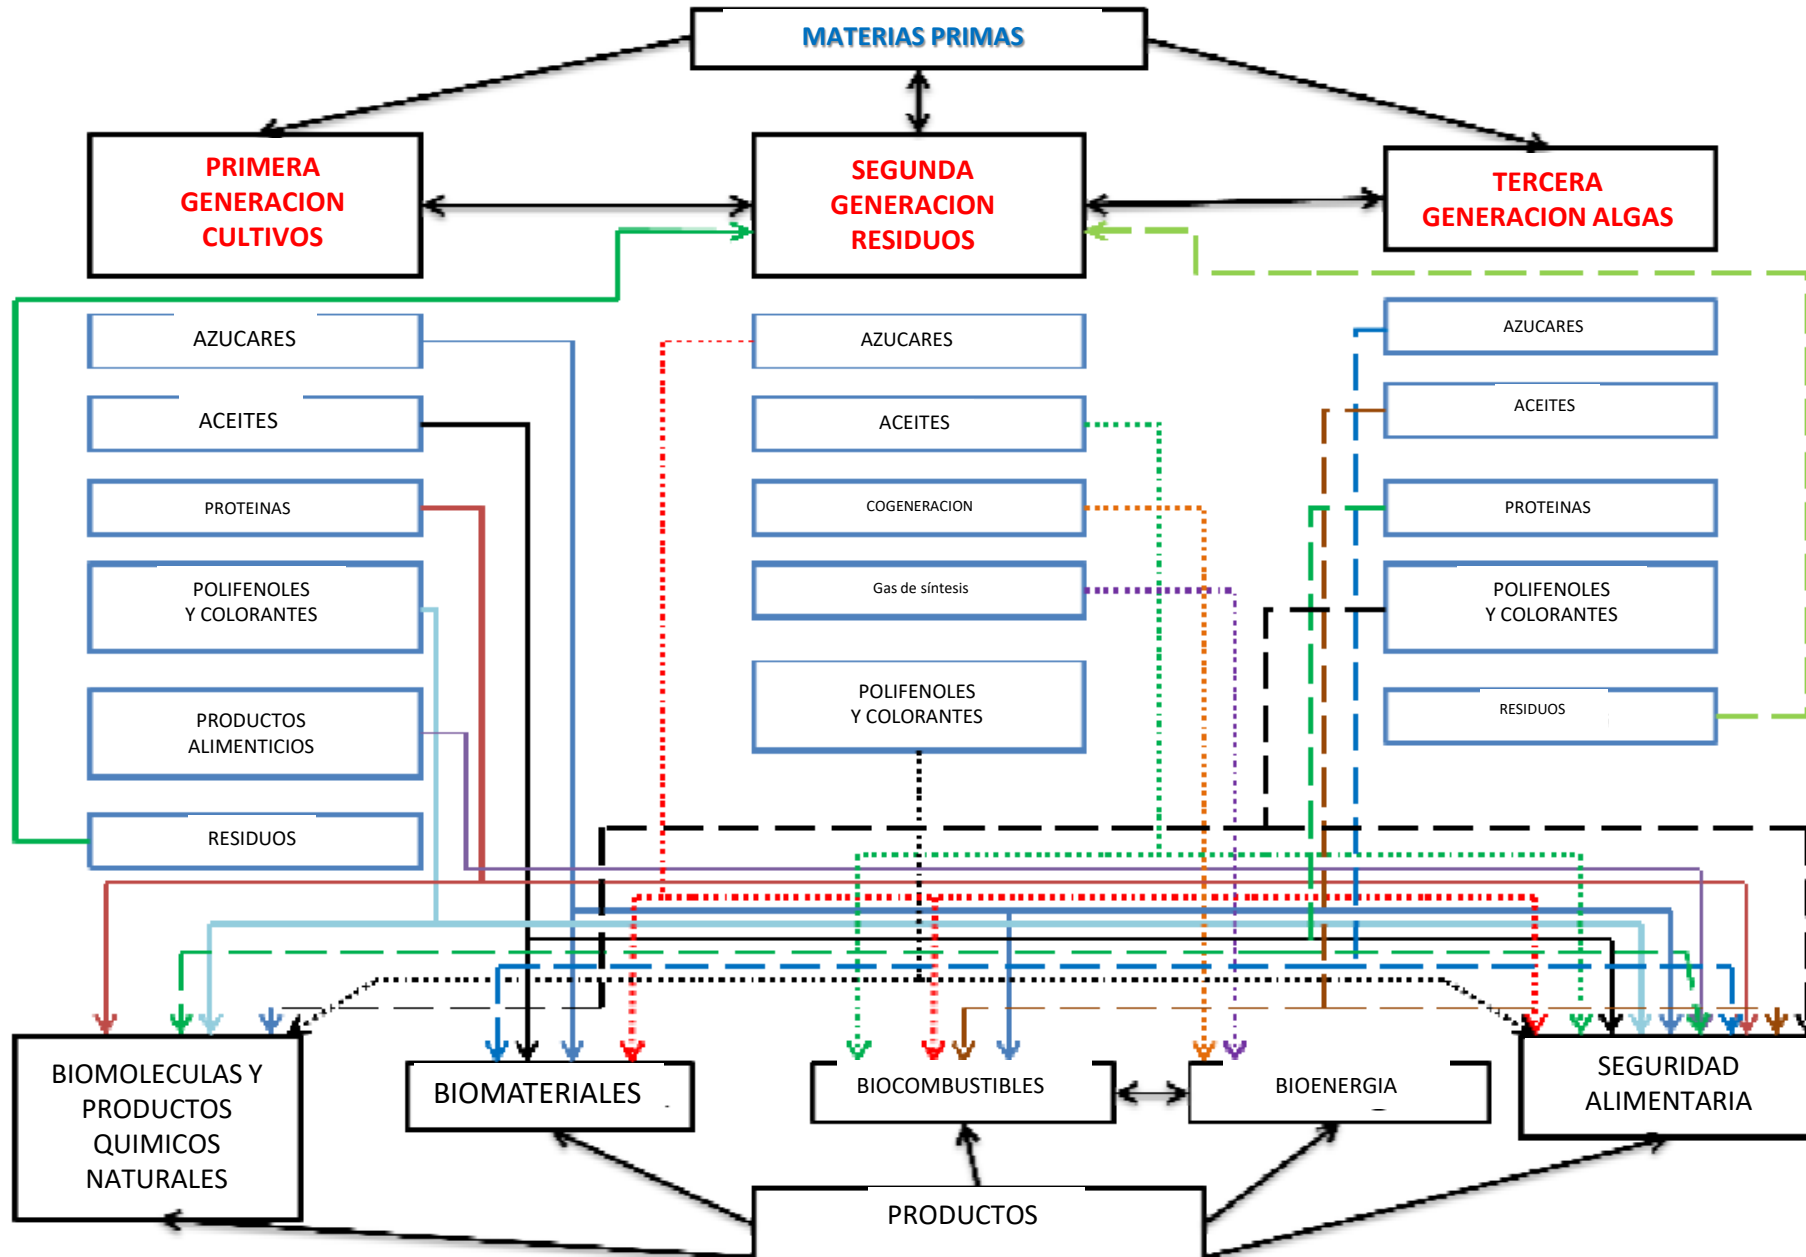 MATERIAS PRIMAS
PRIMERA
GENERACION
CULTIVOS
SEGUNDA
GENERACION
RESIDUOS
TERCERA
GENERACION ALGAS
AZUCARES
ACEITES
PROTEINAS
POLIFENOLES
Y COLORANTES
PRODUCTOS
ALIMENTICIOS
RESIDUOS
AZUCARES
ACEITES
COGENERACION
Gas de síntesis
POLIFENOLES
Y COLORANTES
AZUCARES
ACEITES
PROTEINAS
POLIFENOLES
Y COLORANTES
RESIDUOS
BIOMOLECULAS Y
PRODUCTOS
QUIMICOS
NATURALES
BIOMATERIALES
BIOCOMBUSTIBLES
BIOENERGIA
SEGURIDAD
ALIMENTARIA
PRODUCTOS